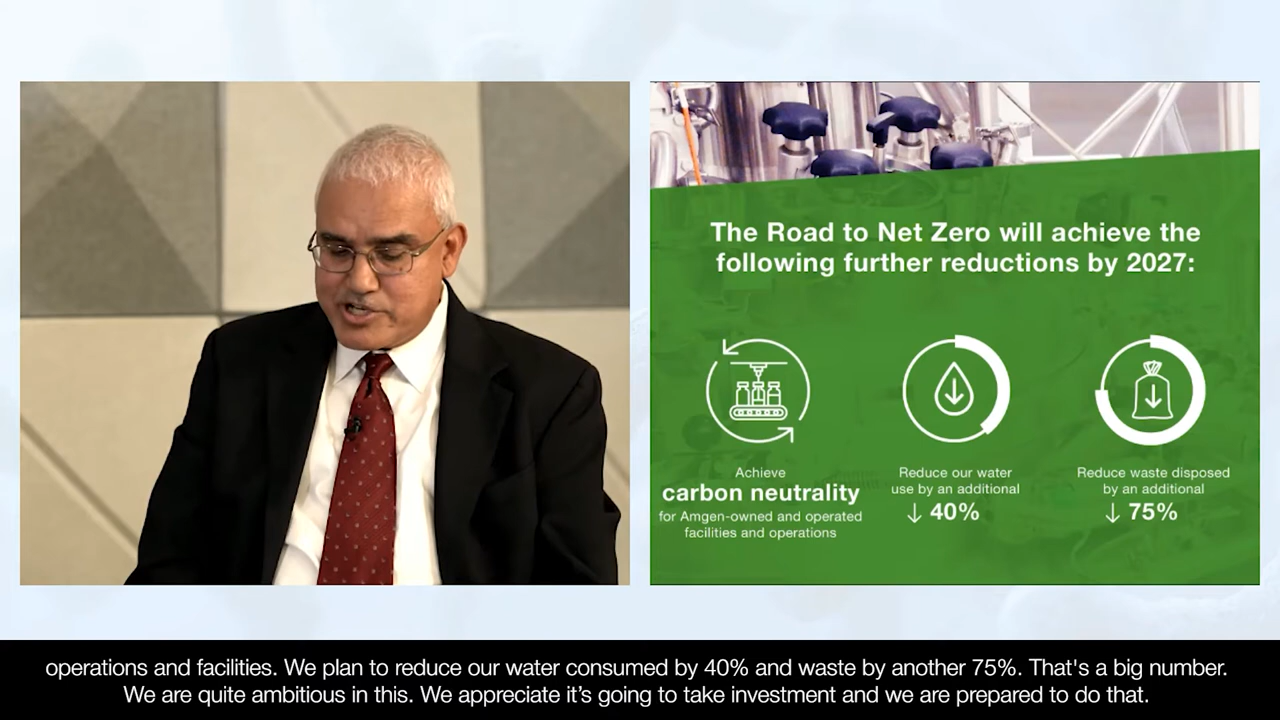 The Road to Net Zero will achieve the
following further reductions by 2027:
Achieve
carbon neutrality
for Amgen-owned and operated
facilities and operations
Reduce our water
use by an additional
↓ 40%
Reduce waste disposed
by an additional
↓ 75%
operations and facilities. We plan to reduce our water consumed by 40% and waste by another 75%. That's a big number.
We are quite ambitious in this. We appreciate it’s going to take investment and we are prepared to do that.